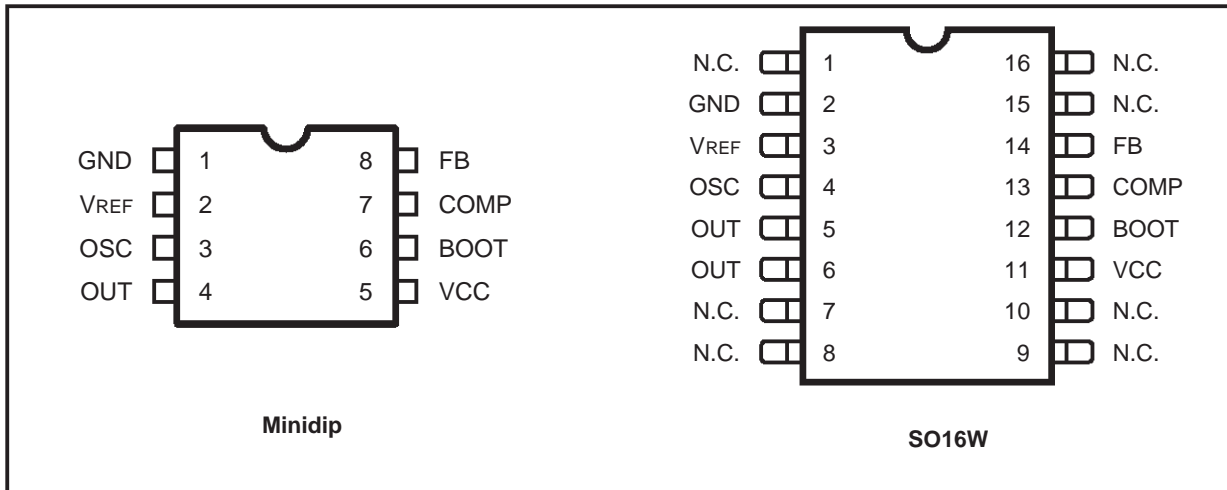 GND 1 8 FB
VREF 2 7 COMP
OSC 3 6 BOOT
OUT 4 5 VCC
Minidip
N.C. 1 16 N.C.
GND 2 15 N.C.
VREF 3 14 FB
OSC 4 13 COMP
OUT 5 12 BOOT
OUT 6 11 VCC
N.C. 7 10 N.C.
N.C. 8 9 N.C.
SO16W